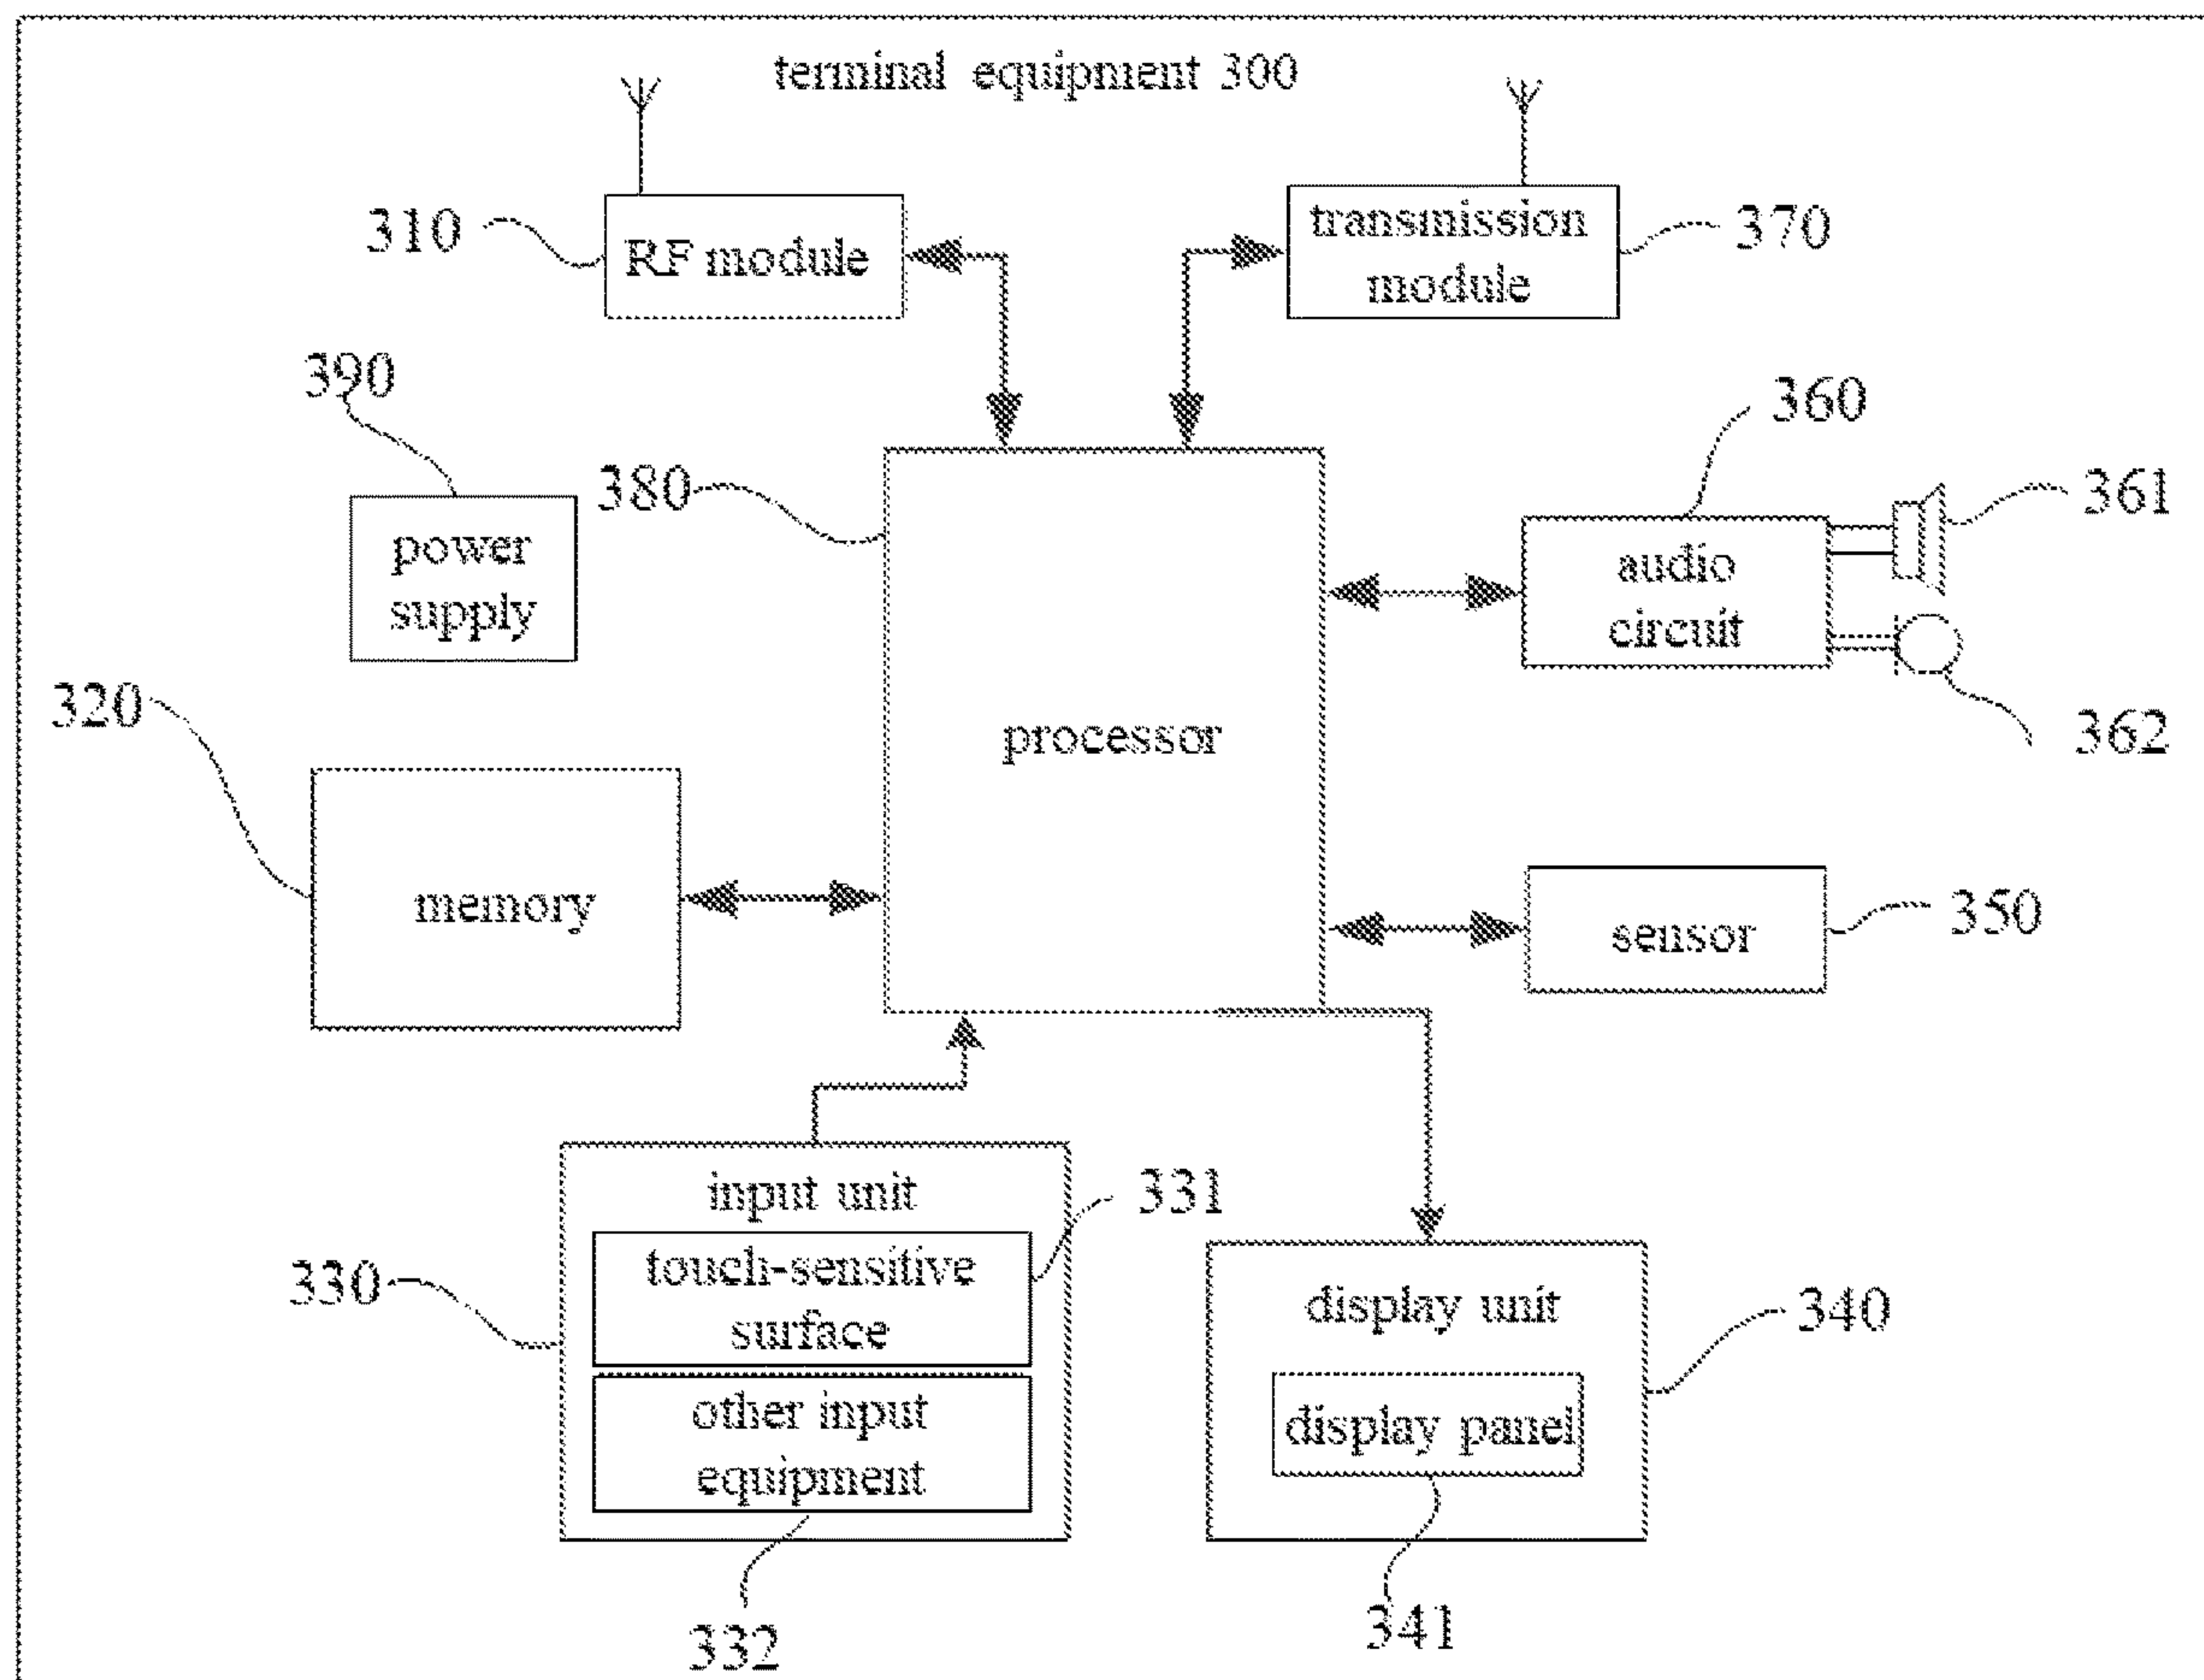 terminal equipment 300
310
RF module
transmission
module
370
390
360
380
361
power
supply
audio
circuit
320
processor
362
memory
sensor
350
input unit
331
touch-sensitive
surface
330
display unit
340
other input
equipment
display panel
332
341